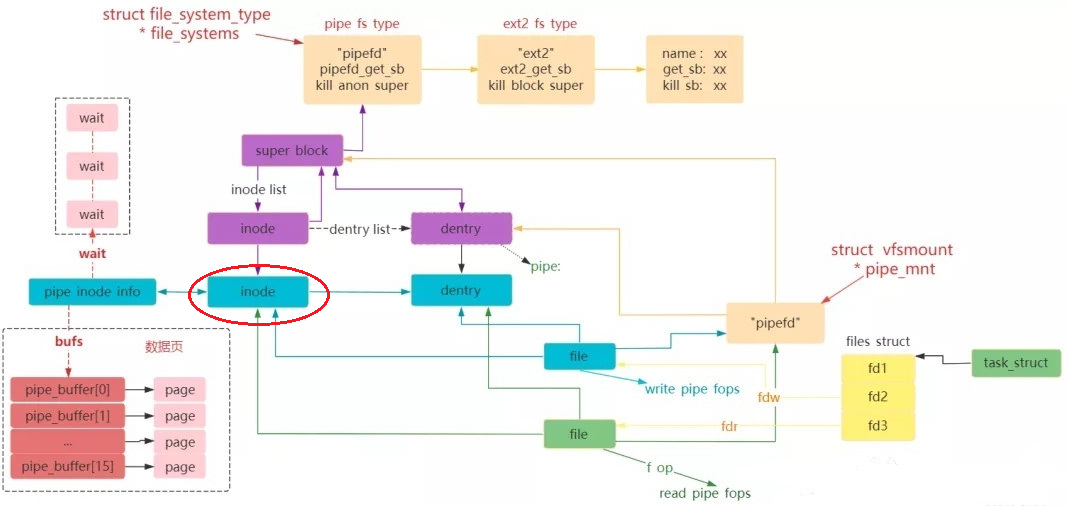 struct file_system_type
* file_systems
pipe fs type
ext2 fs type
"pipefd"
pipefd_get_sb
kill anon super
"ext2"
ext2_get_sb
kill block super
name : xx
get_sb: xx
kill sb: xx
wait
wait
wait
super block
inode list
inode
dentry list
dentry
wait
pipe:
struct vfsmount
* pipe_mnt
pipe inode info
inode
dentry
"pipefd"
bufs
数据页
files struct
file
fd1
task_struct
pipe_buffer[0]
page
write pipe fops
fdw
fd2
pipe_buffer[1]
page
fdr
fd3
file
...
page
pipe_buffer[15]
page
f op
read pipe fops